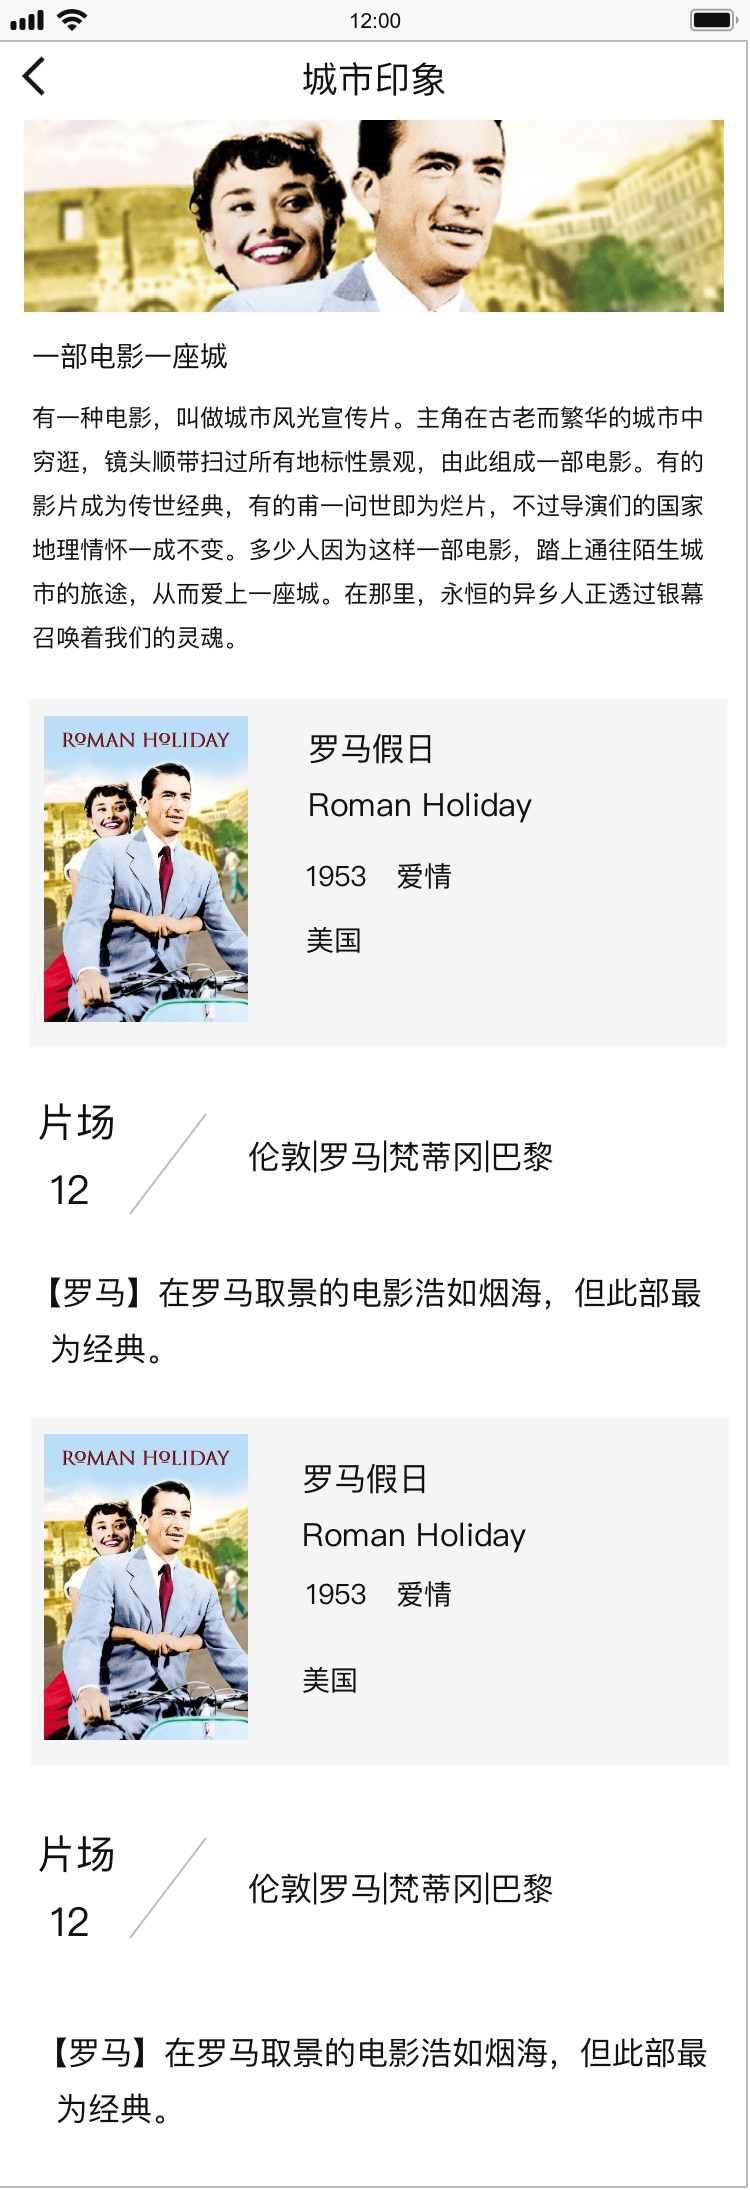 12:00
城市印象
一部电影一座城
有一种电影，叫做城市风光宣传片。主角在古老而繁华的城市中
穷逛，镜头顺带扫过所有地标性景观，由此组成一部电影。有的
影片成为传世经典，有的甫一问世即为烂片，不过导演们的国家
地理情怀一成不变。多少人因为这样一部电影，踏上通往陌生城
市的旅途，从而爱上一座城。在那里，永恒的异乡人正透过银幕
召唤着我们的灵魂。
ROMAN HOLIDAY
罗马假日
Roman Holiday
1953 爱情
美国
片场
12
伦敦|罗马|梵蒂冈|巴黎
【罗马】在罗马取景的电影浩如烟海，但此部最
为经典。
ROMAN HOLIDAY
罗马假日
Roman Holiday
1953 爱情
美国
片场
12
伦敦|罗马|梵蒂冈|巴黎
【罗马】在罗马取景的电影浩如烟海，但此部最
为经典。